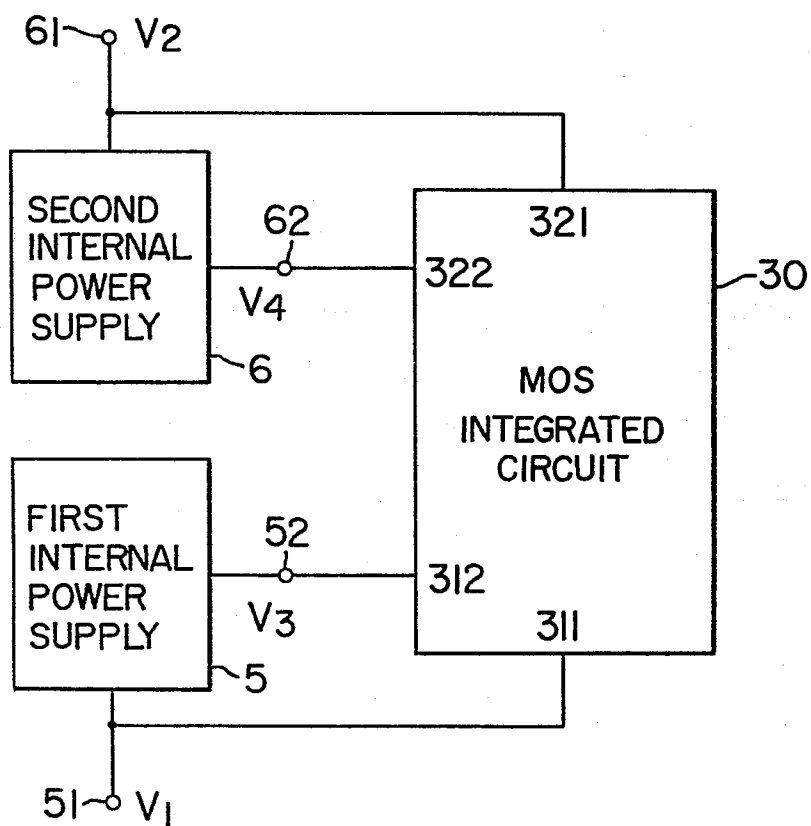 61 V2
SECOND
INTERNAL
POWER
SUPPLY
6
62
V4
321
322
30
MOS
INTEGRATED
CIRCUIT
FIRST
INTERNAL
POWER
SUPPLY
5
52
V3
312
311
51 V1